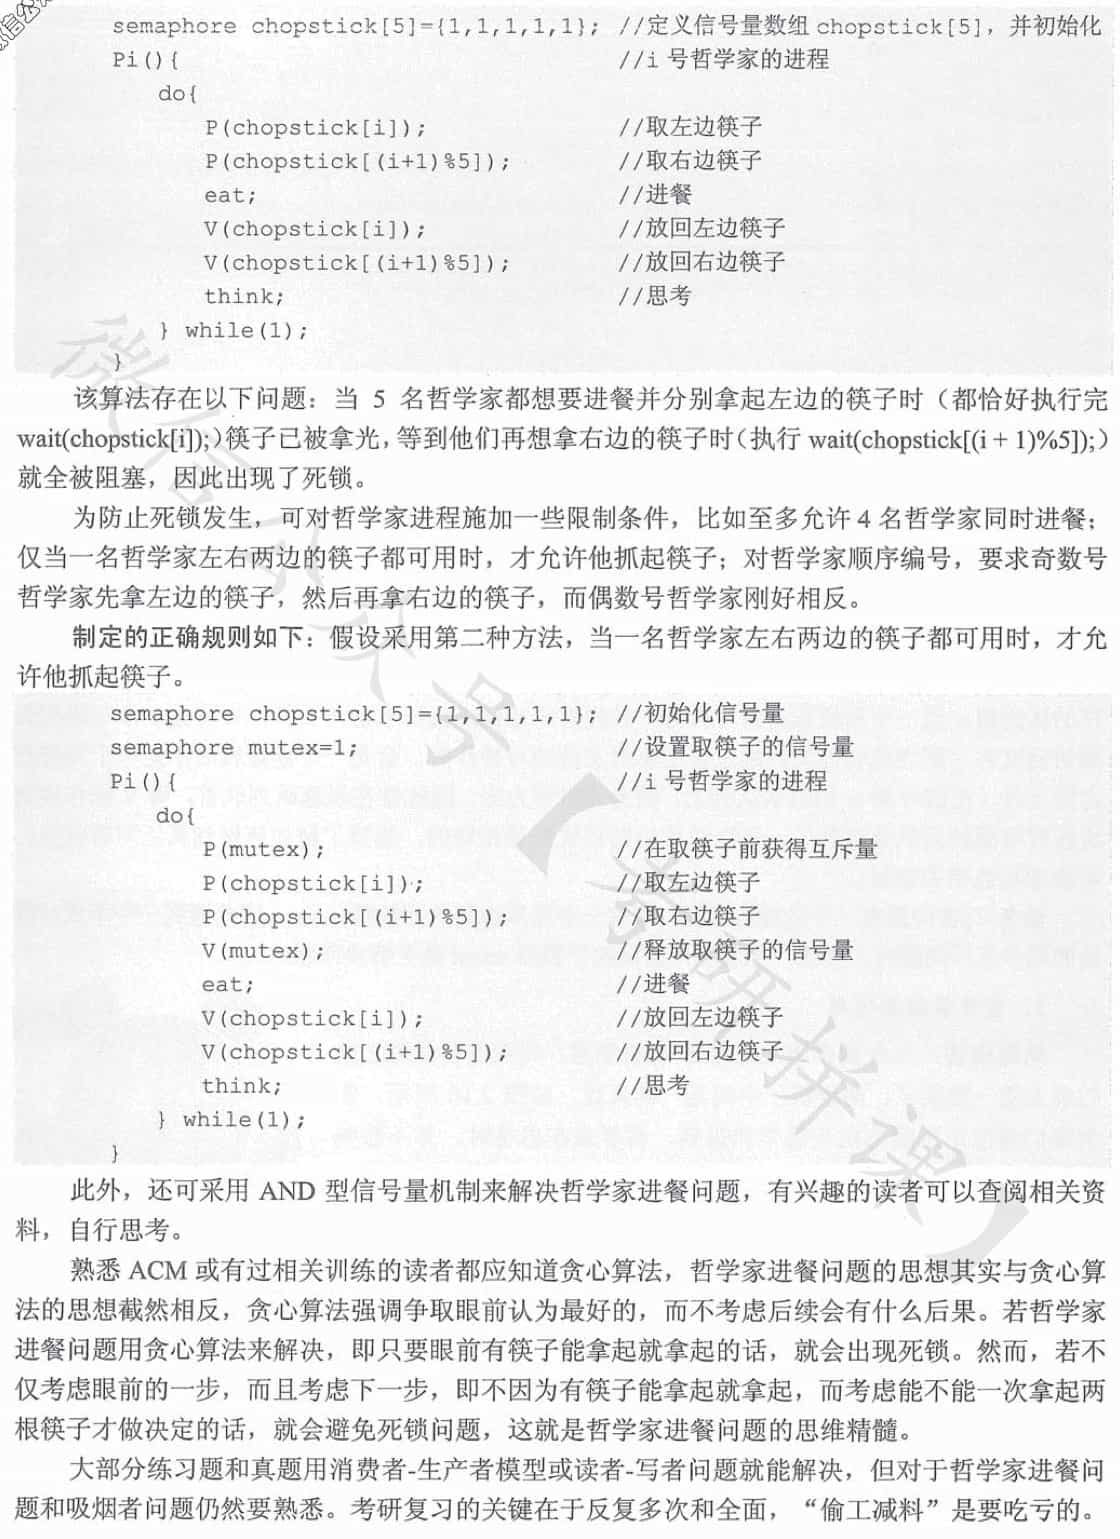 semaphore chopstick[5]={1,1,1,1,1}; //定义信号量数组 chopstick[5]，并初始化
Pi(){ //i 号哲学家的进程
do{
P(chopstick[i]); //取左边筷子
P(chopstick[(i+1)%5]); //取右边筷子
eat; //进餐
V(chopstick[i]); //放回左边筷子
V(chopstick[(i+1)%5]); //放回右边筷子
think; //思考
} while(1);
}
该算法存在以下问题：当 5 名哲学家都想要进餐并分别拿起左边的筷子时（都恰好执行完
wait(chopstick[i]);)筷子已被拿光，等到他们再想拿右边的筷子时（执行 wait(chopstick[(i + 1)%5]);）
就全被阻塞，因此出现了死锁。
为防止死锁发生，可对哲学家进程施加一些限制条件，比如至多允许 4 名哲学家同时进餐；
仅当一名哲学家左右两边的筷子都可用时，才允许他抓起筷子；对哲学家顺序编号，要求奇数号
哲学家先拿左边的筷子，然后再拿右边的筷子，而偶数号哲学家刚好相反。
制定的正确规则如下：假设采用第二种方法，当一名哲学家左右两边的筷子都可用时，才允
许他抓起筷子。
semaphore chopstick[5]={1,1,1,1,1}; //初始化信号量
semaphore mutex=1; //设置取筷子的信号量
Pi(){ //i 号哲学家的进程
do{
P(mutex); //在取筷子前获得互斥量
P(chopstick[i]); //取左边筷子
P(chopstick[(i+1)%5]); //取右边筷子
V(mutex); //释放取筷子的信号量
eat; //进餐
V(chopstick[i]); //放回左边筷子
V(chopstick[(i+1)%5]); //放回右边筷子
think; //思考
} while(1);
}
此外，还可采用 AND 型信号量机制来解决哲学家进餐问题，有兴趣的读者可以查阅相关资
料，自行思考。
熟悉 ACM 或有过相关训练的读者都应知道贪心算法，哲学家进餐问题的思想其实与贪心算
法的思想截然相反，贪心算法强调争取眼前认为最好的，而不考虑后续会有什么后果。若哲学家
进餐问题用贪心算法来解决，即只要眼前有筷子能拿起就拿起的话，就会出现死锁。然而，若不
仅考虑眼前的一步，而且考虑下一步，即不因为有筷子能拿起就拿起，而考虑能不能一次拿起两
根筷子才做决定的话，就会避免死锁问题，这就是哲学家进餐问题的思维精髓。
大部分练习题和真题用消费者-生产者模型或读者-写者问题就能解决，但对于哲学家进餐问
题和吸烟者问题仍然要熟悉。考研复习的关键在于反复多次和全面，“偷工减料”是要吃亏的。
微信公众号【考研拼课】